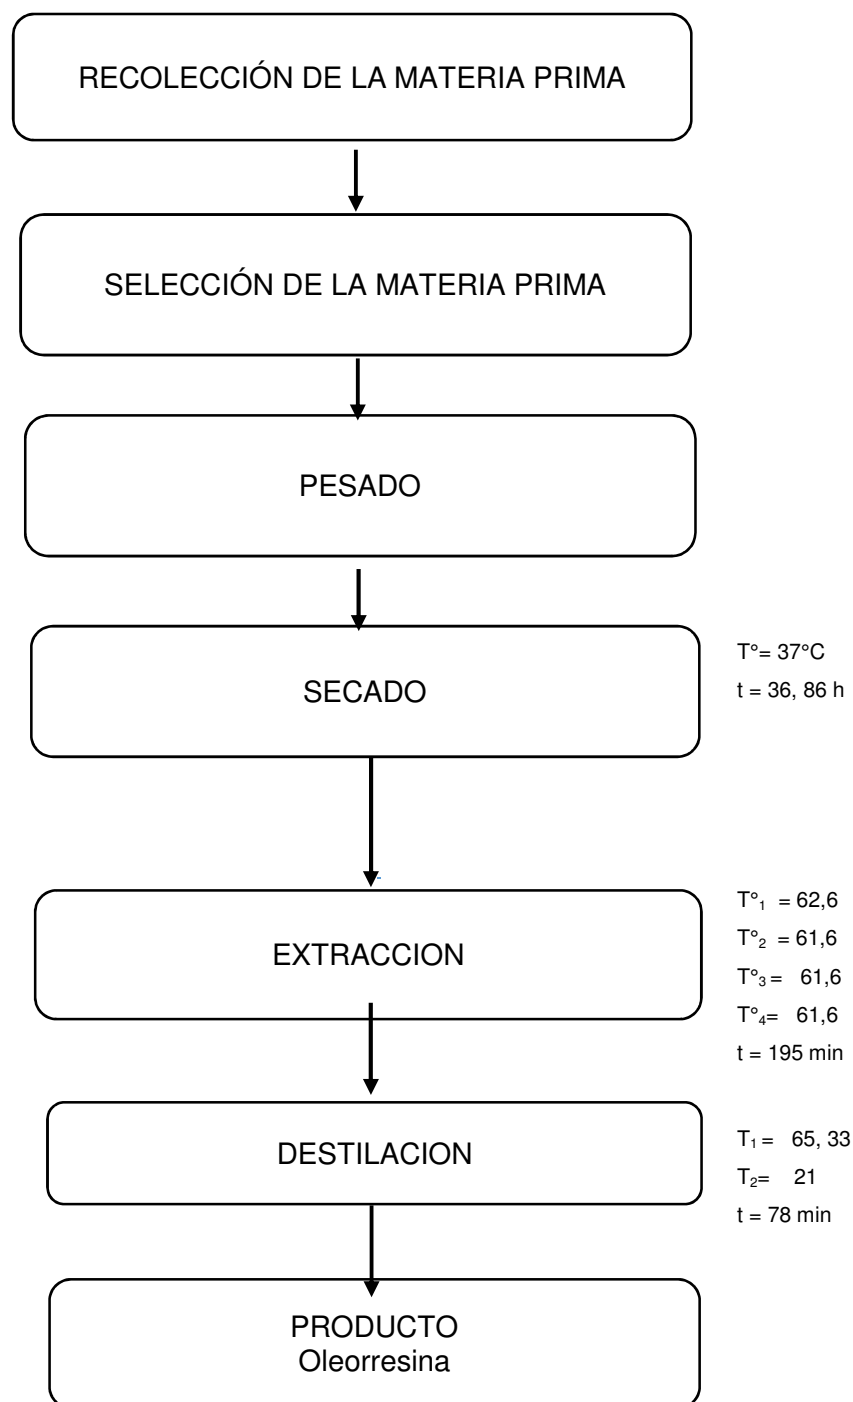 RECOLECCIÓN DE LA MATERIA PRIMA
SELECCIÓN DE LA MATERIA PRIMA
PESADO
SECADO
T°= 37°C
t = 36, 86 h
EXTRACCION
T°₁ = 62,6
T°₂ = 61,6
T°₃ = 61,6
T°₄= 61,6
t = 195 min
DESTILACION
T₁ = 65, 33
T₂= 21
t = 78 min
PRODUCTO
Oleorresina